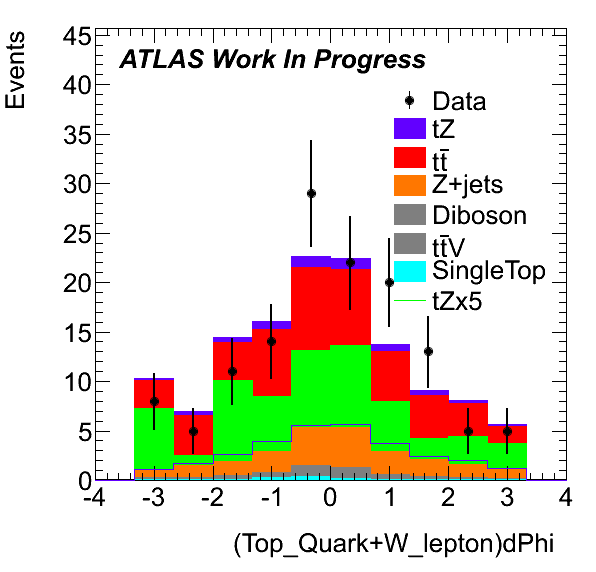 Events
ATLAS Work In Progress
45
40
35
30
25
20
15
10
5
0
Data
tZ
tt̄
Z+jets
Diboson
tt̄V
SingleTop
tZx5
-4 -3 -2 -1 0 1 2 3 4
(Top_Quark+W_lepton)dPhi